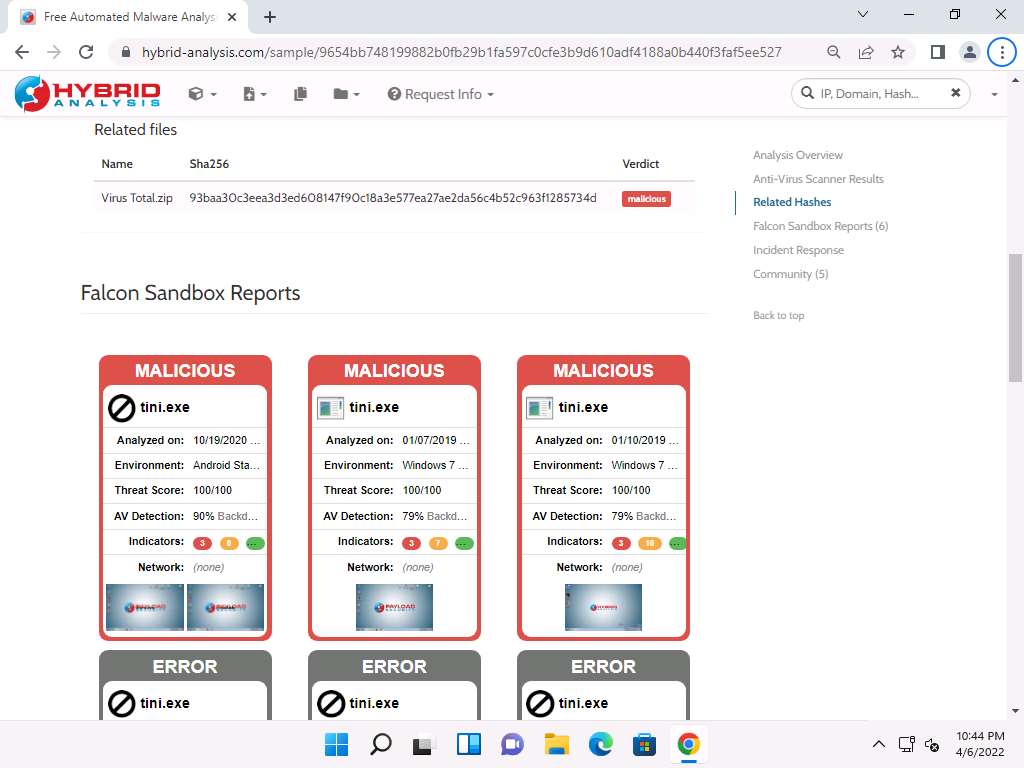 Free Automated Malware Analys
hybrid-analysis.com/sample/9654bb748199882b0fb29b1fa597c0cfe3b9d610adf4188a0b440f3faf5ee527
HYBRID
ANALYSIS
Request Info
IP, Domain, Hash...
Related files
Name Sha256 Verdict
Virus Total.zip 93baa30c3eea3d3ed608147f90c18a3e577ea27ae2da56c4b52c963f1285734d malicious
Analysis Overview
Anti-Virus Scanner Results
Related Hashes
Falcon Sandbox Reports (6)
Incident Response
Community (5)
Back to top
Falcon Sandbox Reports
MALICIOUS
tini.exe
Analyzed on: 10/19/2020 ...
Environment: Android Sta...
Threat Score: 100/100
AV Detection: 90% Backd...
Indicators: 3 8 ...
Network: (none)
MALICIOUS
tini.exe
Analyzed on: 01/07/2019 ...
Environment: Windows 7 ...
Threat Score: 100/100
AV Detection: 79% Backd...
Indicators: 3 7 ...
Network: (none)
PAYLOAD
SECURITY
MALICIOUS
tini.exe
Analyzed on: 01/10/2019 ...
Environment: Windows 7 ...
Threat Score: 100/100
AV Detection: 79% Backd...
Indicators: 3 10 ...
Network: (none)
HYBRID
ERROR
tini.exe
ERROR
tini.exe
ERROR
tini.exe
10:44 PM
4/6/2022